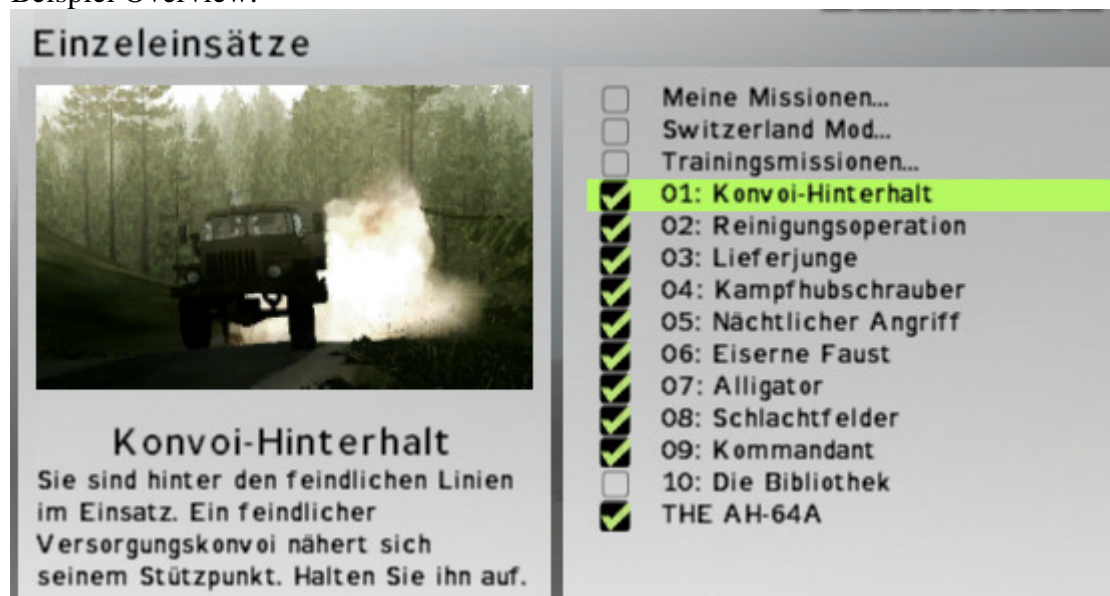 Einzeleinsätze
Konvoi-Hinterhalt
Sie sind hinter den feindlichen Linien
im Einsatz. Ein feindlicher
Versorgungskonvoi nähert sich
seinem Stützpunkt. Halten Sie ihn auf.
Meine Missionen...
Switzerland Mod...
Trainingsmissionen...
01: Konvoi-Hinterhalt
02: Reinigungsoperation
03: Lieferjunge
04: Kampfhubschrauber
05: Nächtlicher Angriff
06: Eiserne Faust
07: Alligator
08: Schlachtfelder
09: Kommandant
10: Die Bibliothek
THE AH-64A